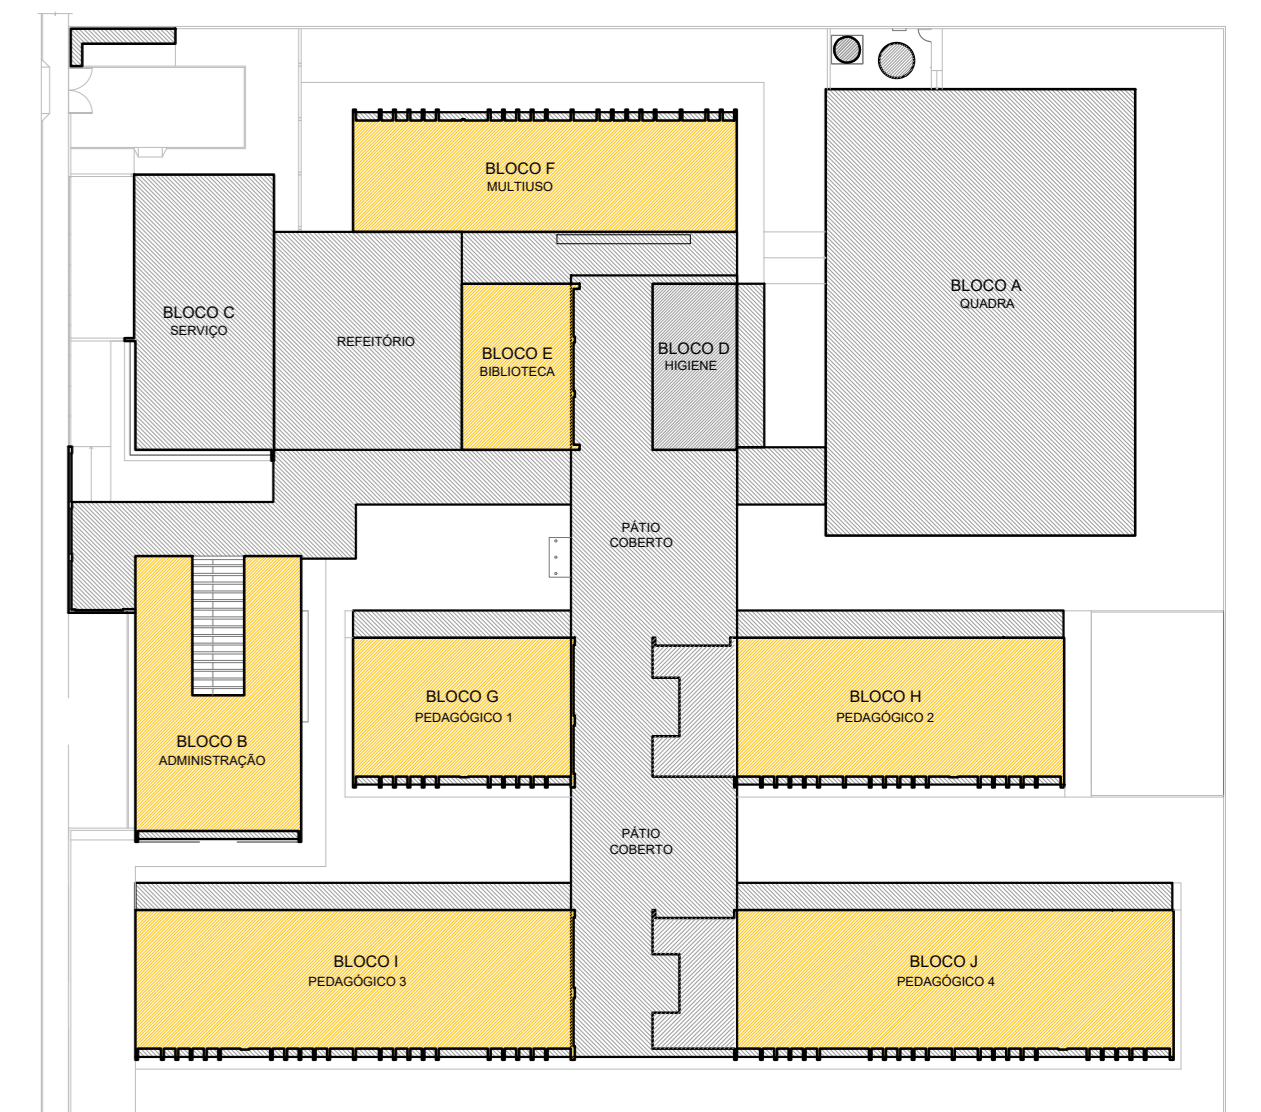 BLOCO F
MULTIUSO
BLOCO A
QUADRA
BLOCO C
SERVIÇO
REFEITÓRIO
BLOCO E
BIBLIOTECA
BLOCO D
HIGIENE
PÁTIO
COBERTO
BLOCO G
PEDAGÓGICO 1
BLOCO H
PEDAGÓGICO 2
BLOCO B
ADMINISTRAÇÃO
PÁTIO
COBERTO
BLOCO I
PEDAGÓGICO 3
BLOCO J
PEDAGÓGICO 4